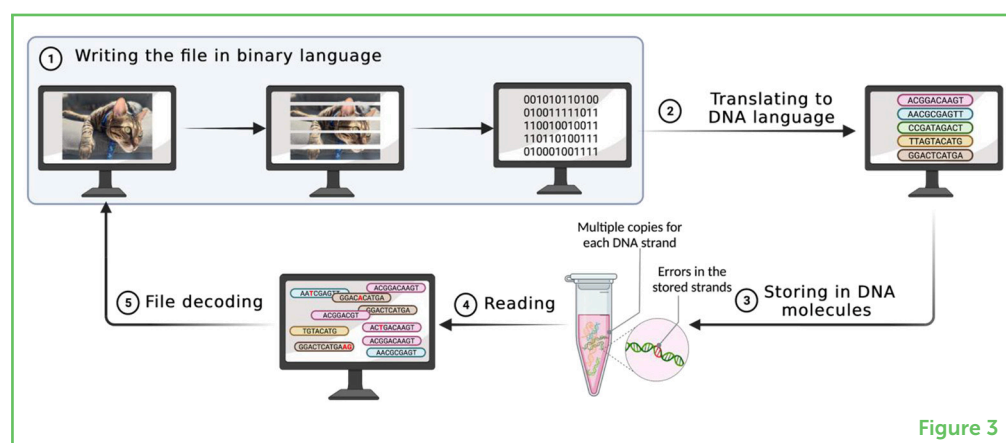 1 Writing the file in binary language
001010110100
010011111011
110010010011
110110100111
010001001111
2 Translating to
DNA language
ACGGACAAGT
AACGCGAGTT
CCGATAGACT
TTAGTACATG
GGACTCATGA
3 Storing in DNA
molecules
Multiple copies for
each DNA strand
Errors in the
stored strands
4 Reading
ACGGACAAGT
GGACACATGA
GGACTCATGA
ACGGACGT
TGTACATG
ACTGACAAGT
ACGGACAAGT
GGACTCATGAAG
AACGCGAGT
5 File decoding
Figure 3